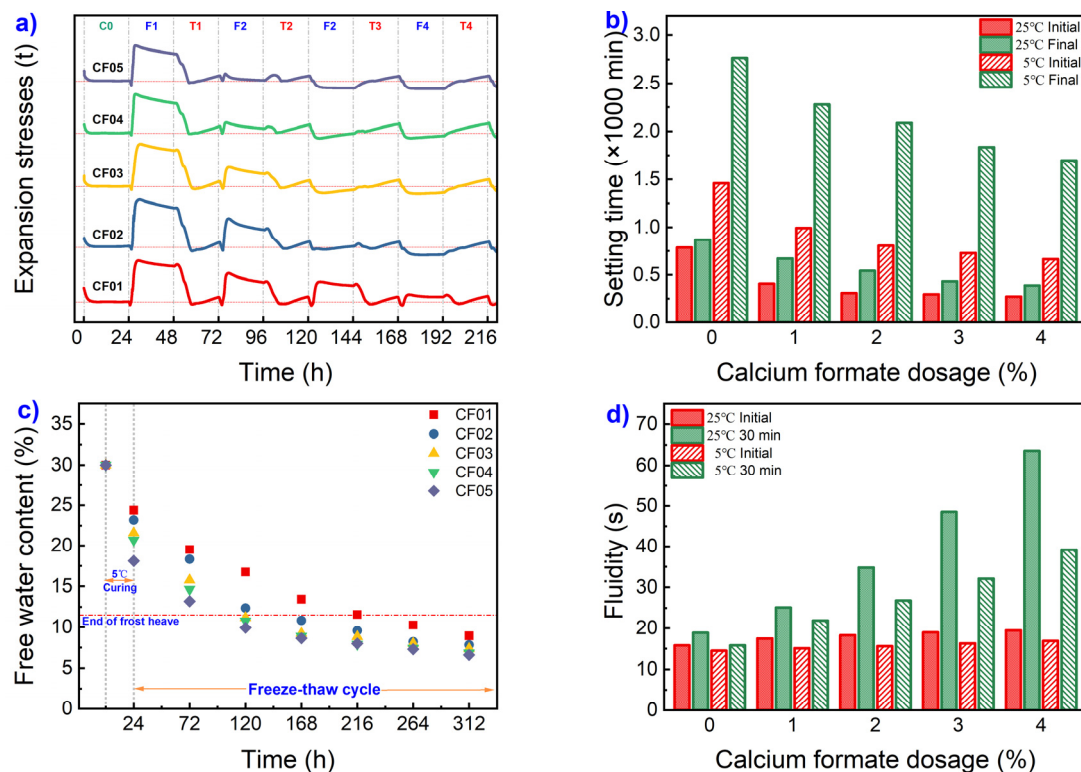 a)
C0 F1 T1 F2 T2 F2 T3 F4 T4
CF05
CF04
CF03
CF02
CF01
Expansion stresses (t)
0 24 48 72 96 120 144 168 192 216
Time (h)
b)
25℃ Initial
25℃ Final
5℃ Initial
5℃ Final
3.0
2.5
2.0
1.5
1.0
0.5
0.0
Setting time (×1000 min)
0 1 2 3 4
Calcium formate dosage (%)
c)
CF01
CF02
CF03
CF04
CF05
35
30
25
20
15
10
5
0
Free water content (%)
5℃
Curing
End of frost heave
Freeze-thaw cycle
24 72 120 168 216 264 312
Time (h)
d)
25℃ Initial
25℃ 30 min
5℃ Initial
5℃ 30 min
70
60
50
40
30
20
10
0
Fluidity (s)
0 1 2 3 4
Calcium formate dosage (%)